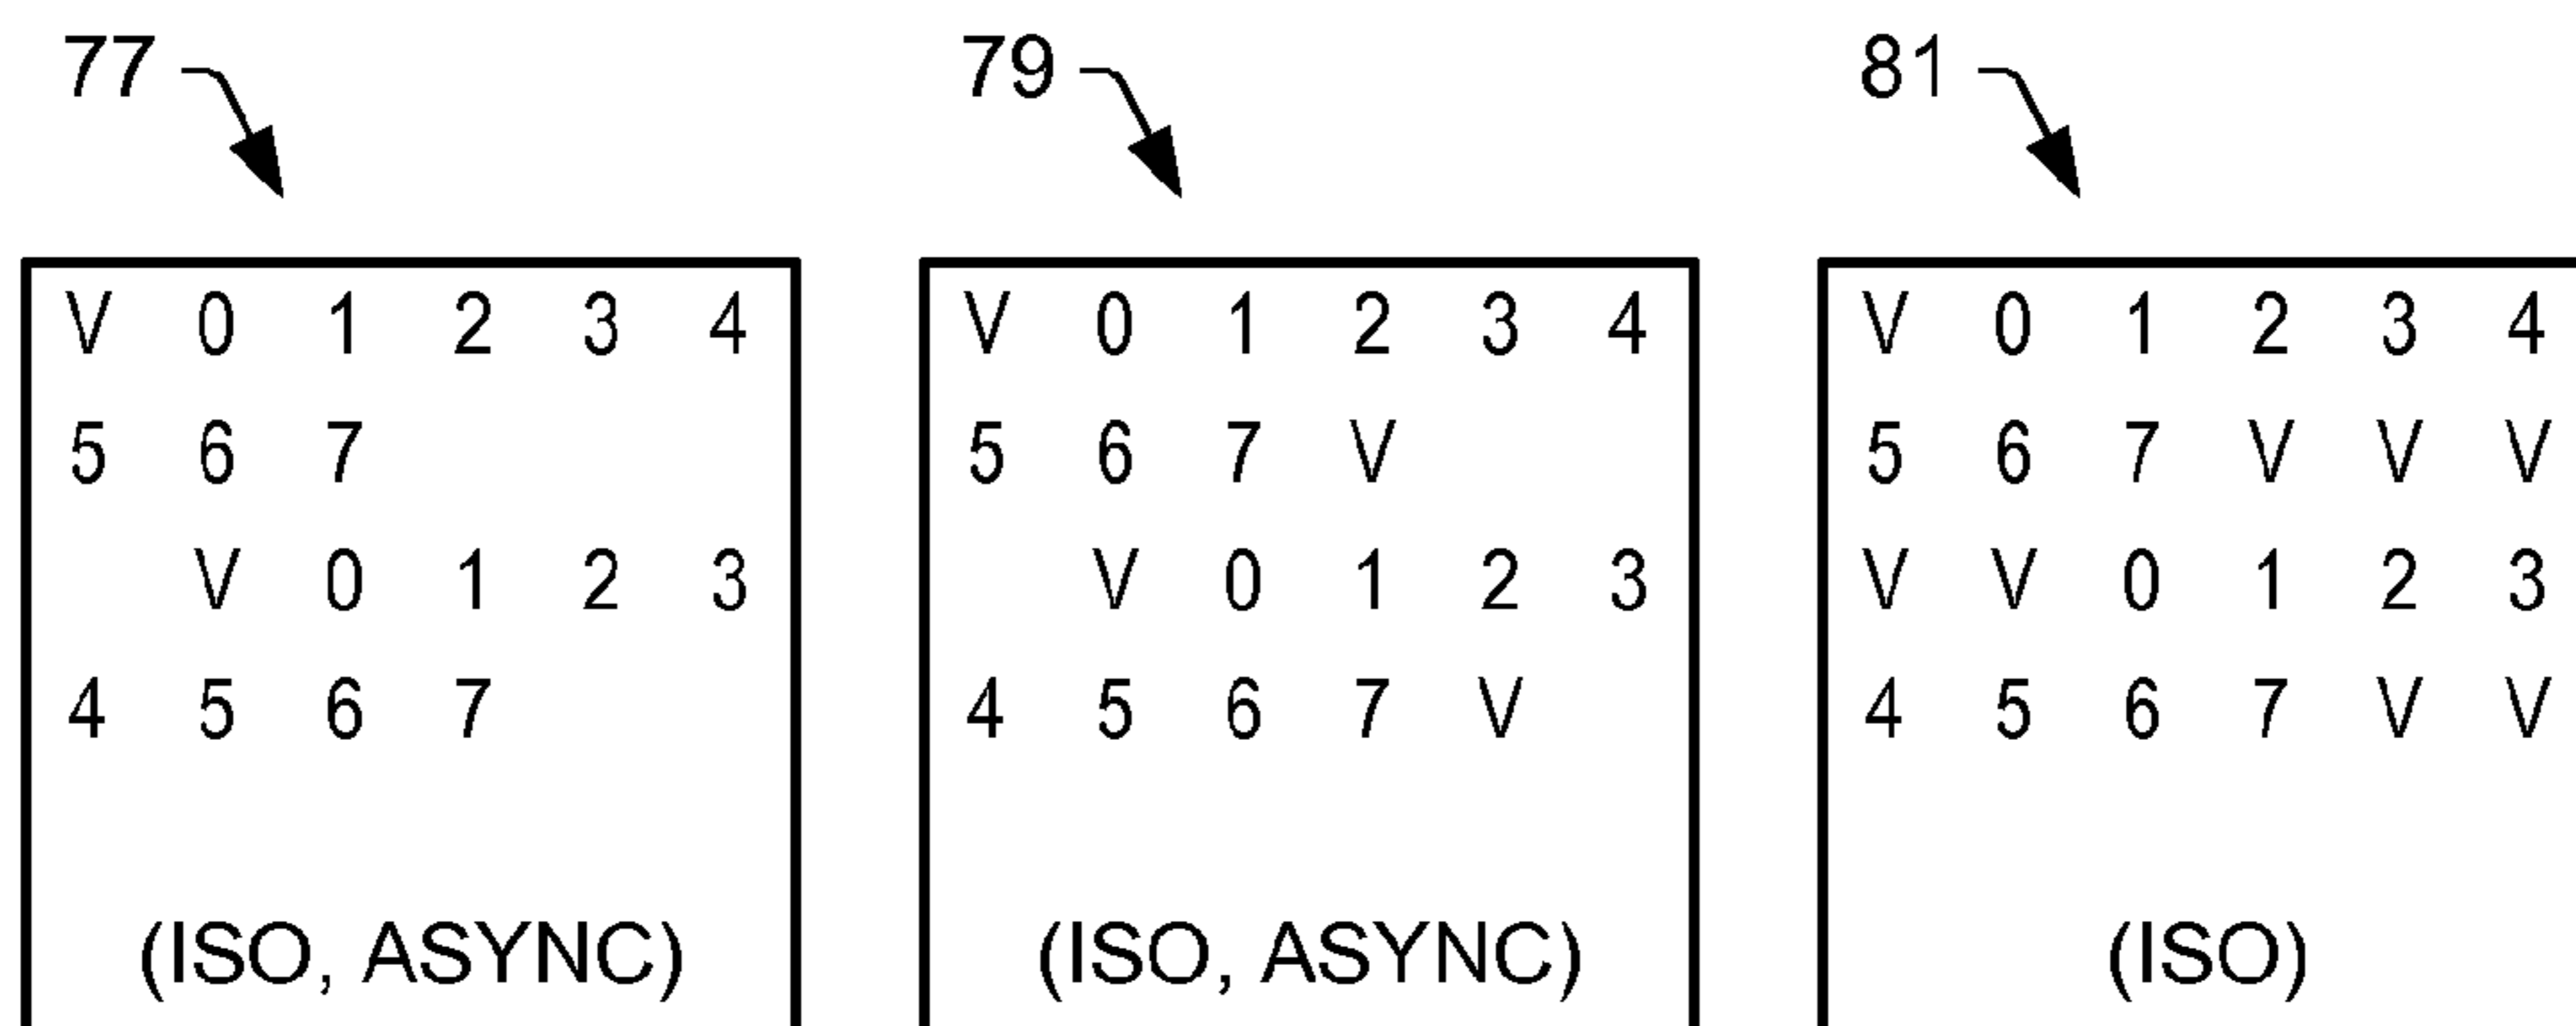 77 79 81
V 0 1 2 3 4 V 0 1 2 3 4 V 0 1 2 3 4
5 6 7 5 6 7 V 5 6 7 V V V
V 0 1 2 3 V 0 1 2 3 V V 0 1 2 3
4 5 6 7 4 5 6 7 V 4 5 6 7 V V
(ISO, ASYNC) (ISO, ASYNC) (ISO)